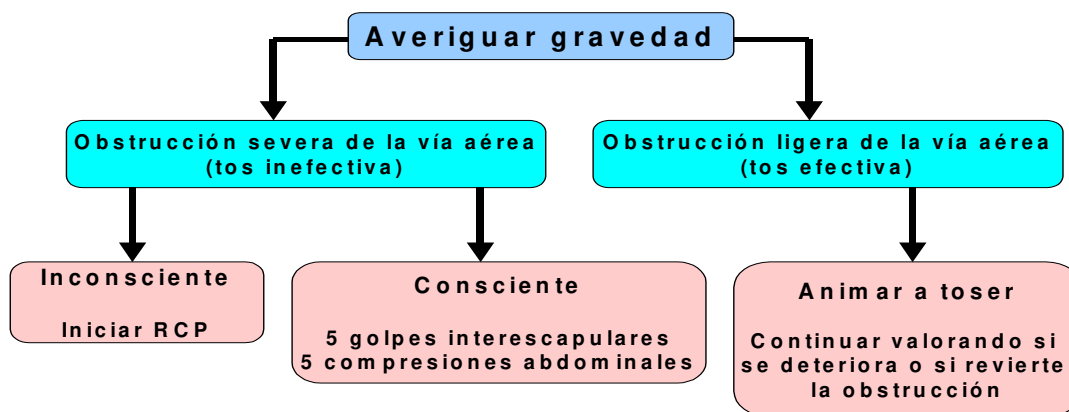 Averiguar gravedad
Obstrucción severa de la vía aérea
(tos inefectiva)
Obstrucción ligera de la vía aérea
(tos efectiva)
Inconsciente
Iniciar RCP
Consciente
5 golpes interescapulares
5 compresiones abdominales
Animar a toser
Continuar valorando si
se deteriora o si revierte
la obstrucción